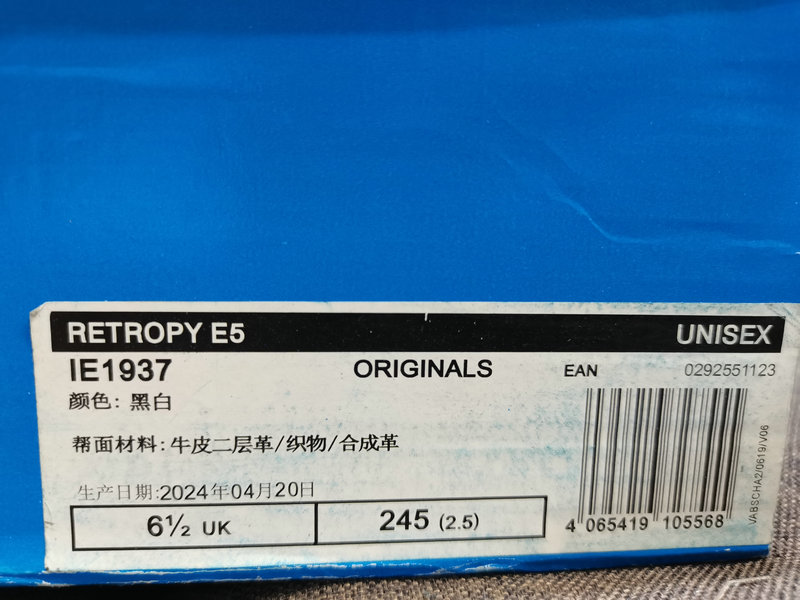 RETROPY E5 UNISEX
IE1937 ORIGINALS EAN 0292551123
颜色: 黑白
帮面材料: 牛皮二层革/织物/合成革
生产日期:2024年04月20日
6½ UK 245 (2.5)
4 065419 105568
VABSCHA2/0619/V06